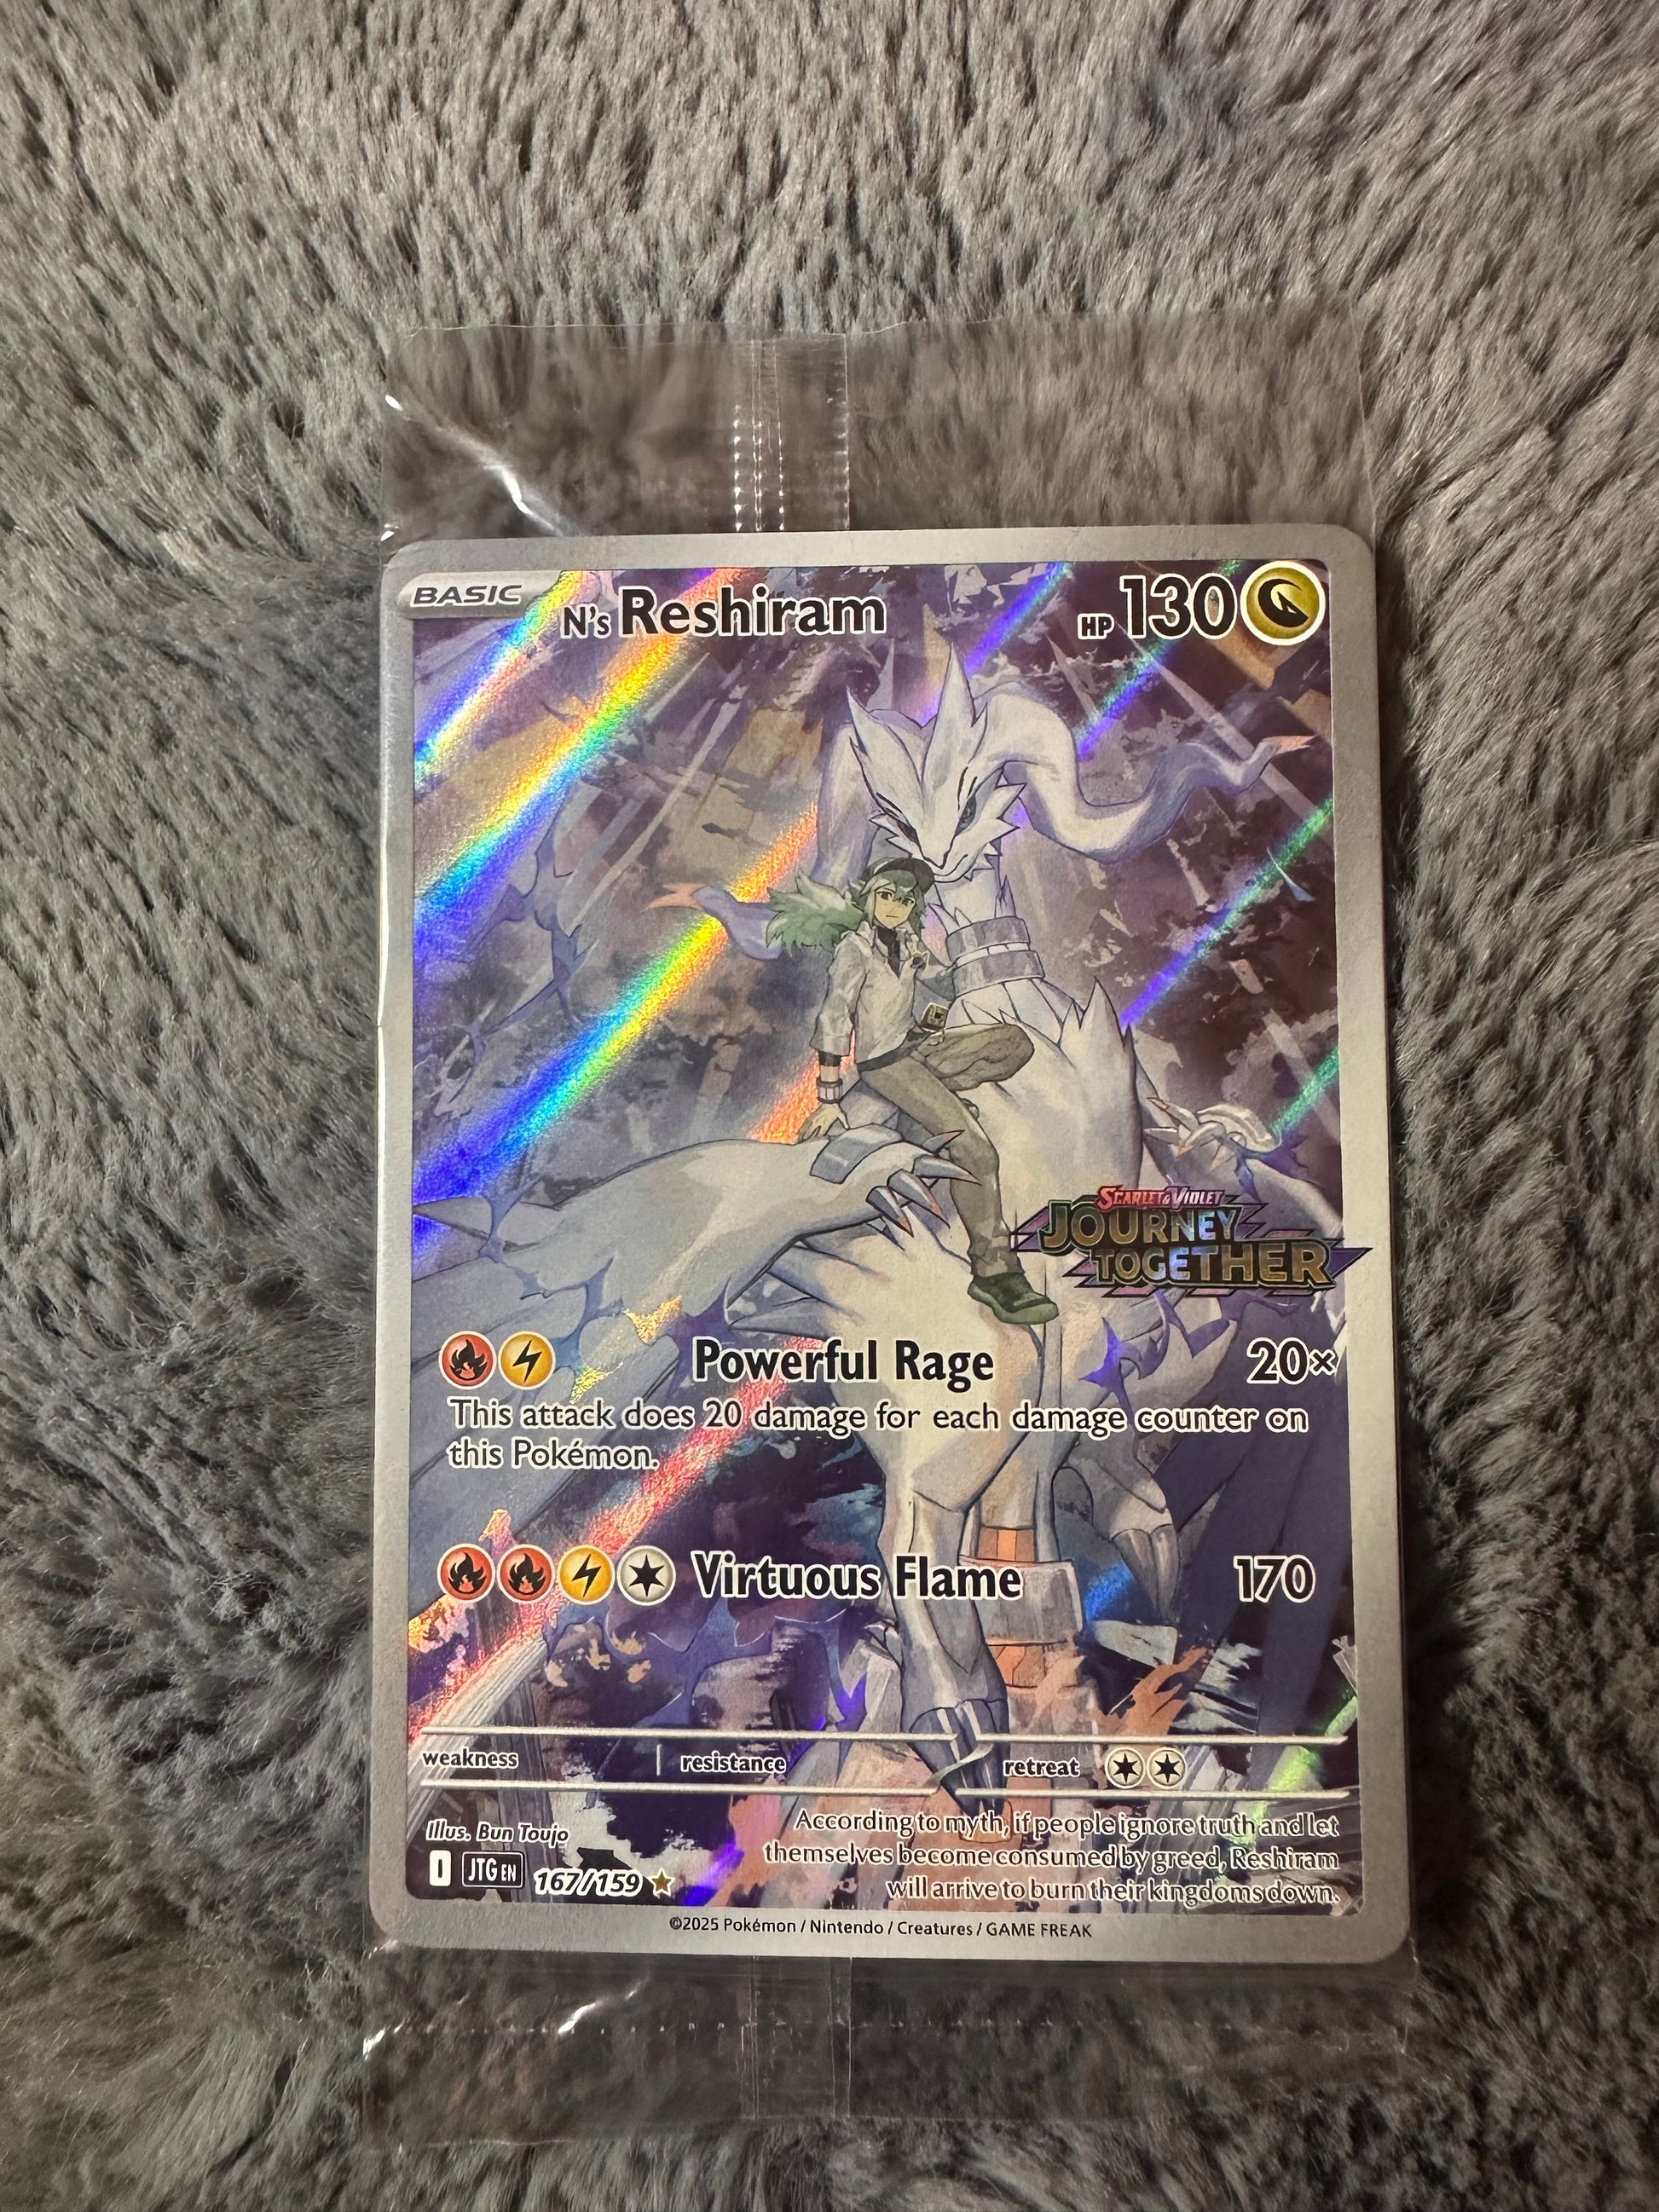 BASIC
N's Reshiram
HP 130
SCARLET & VIOLET
JOURNEY
TOGETHER
Powerful Rage 20×
This attack does 20 damage for each damage counter on
this Pokémon.
Virtuous Flame 170
weakness resistance retreat
Illus. Bun Toujo
According to myth, if people ignore truth and let
themselves become consumed by greed, Reshiram
will arrive to burn their kingdoms down.
I JTG EN 167/159
©2025 Pokémon / Nintendo / Creatures / GAME FREAK